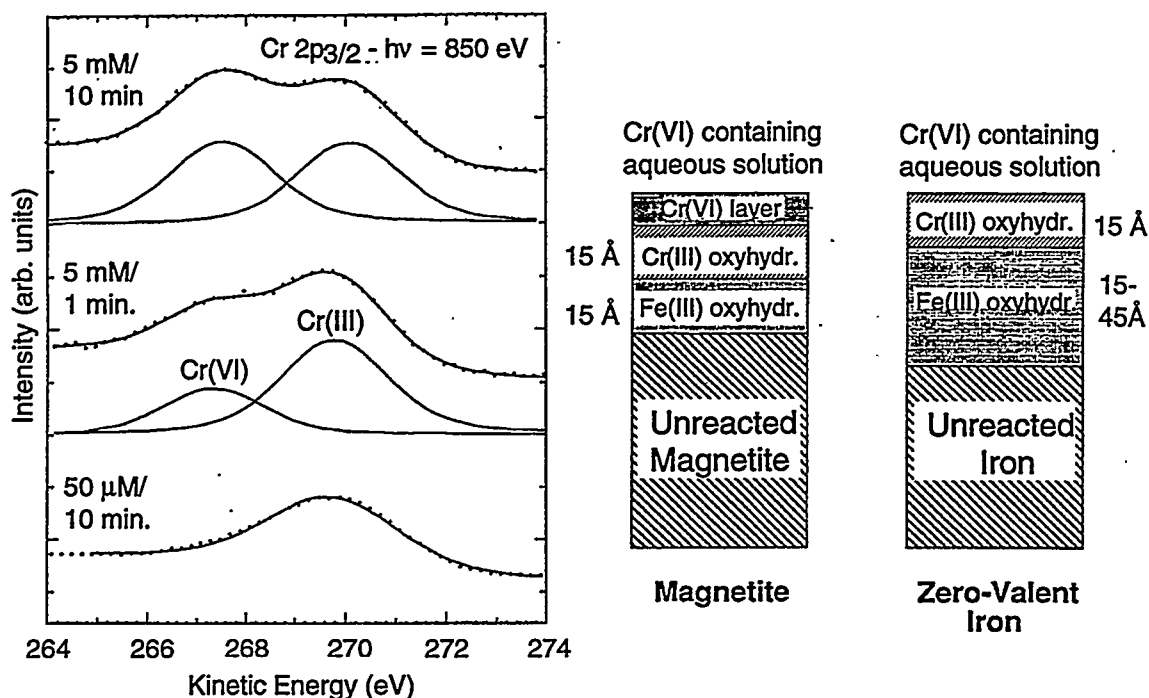 Cr 2p3/2 - hν = 850 eV
5 mM/
10 min
5 mM/
1 min.
Cr(VI)
Cr(III)
50 μM/
10 min.
Intensity (arb. units)
264 266 268 270 272 274
Kinetic Energy (eV)
Cr(VI) containing
aqueous solution
Cr(VI) layer
15 Å
Cr(III) oxyhydr.
15 Å
Fe(III) oxyhydr.
Unreacted
Magnetite
Magnetite
Cr(VI) containing
aqueous solution
Cr(III) oxyhydr.
15 Å
Fe(III) oxyhydr.
15-
45Å
Unreacted
Iron
Zero-Valent
Iron